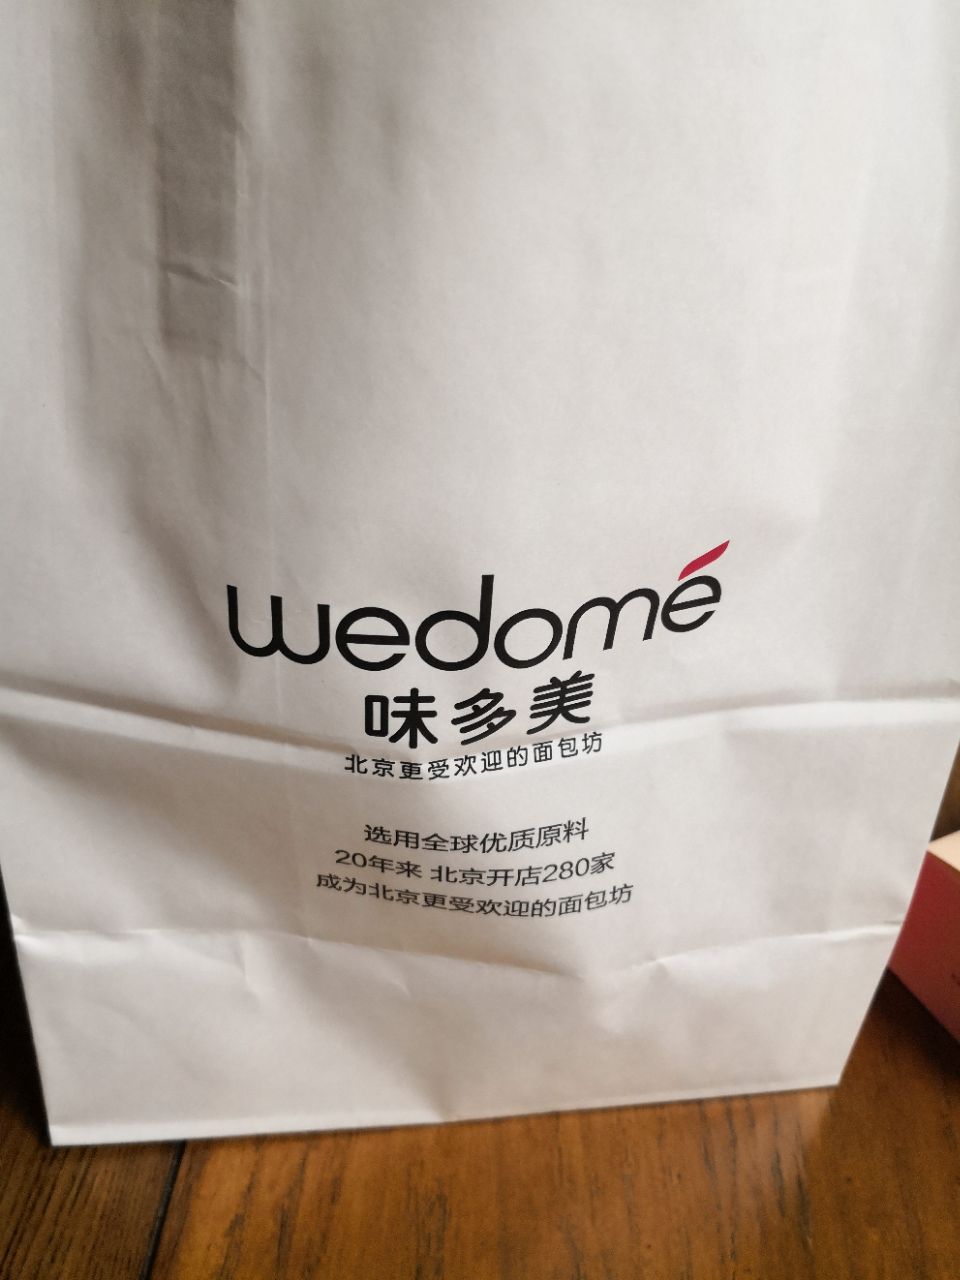 wedomé
味多美
北京更受欢迎的面包坊
选用全球优质原料
20年来 北京开店280家
成为北京更受欢迎的面包坊